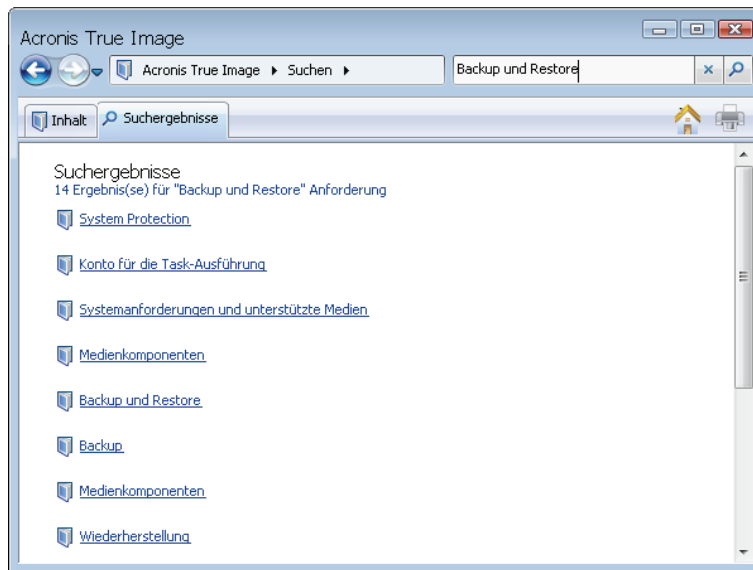 Acronis True Image
Acronis True Image Suchen
Backup und Restore
Inhalt
Suchergebnisse
Suchergebnisse
14 Ergebnis(se) für "Backup und Restore" Anforderung
System Protection
Konto für die Task-Ausführung
Systemanforderungen und unterstützte Medien
Medienkomponenten
Backup und Restore
Backup
Medienkomponenten
Wiederherstellung